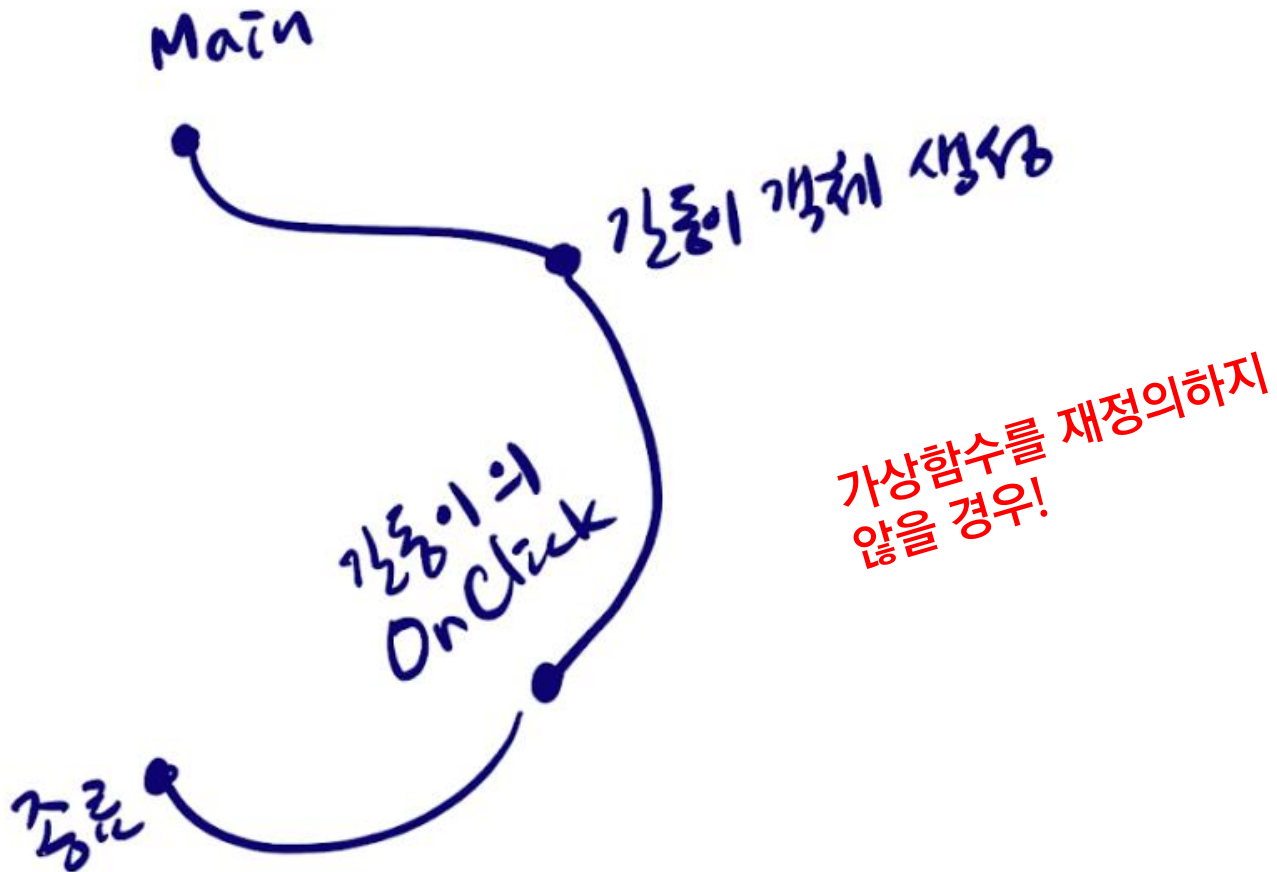 Main
길동이 객체 생성
가상함수를 재정의하지
않을 경우!
길동이의
OnClick
종료